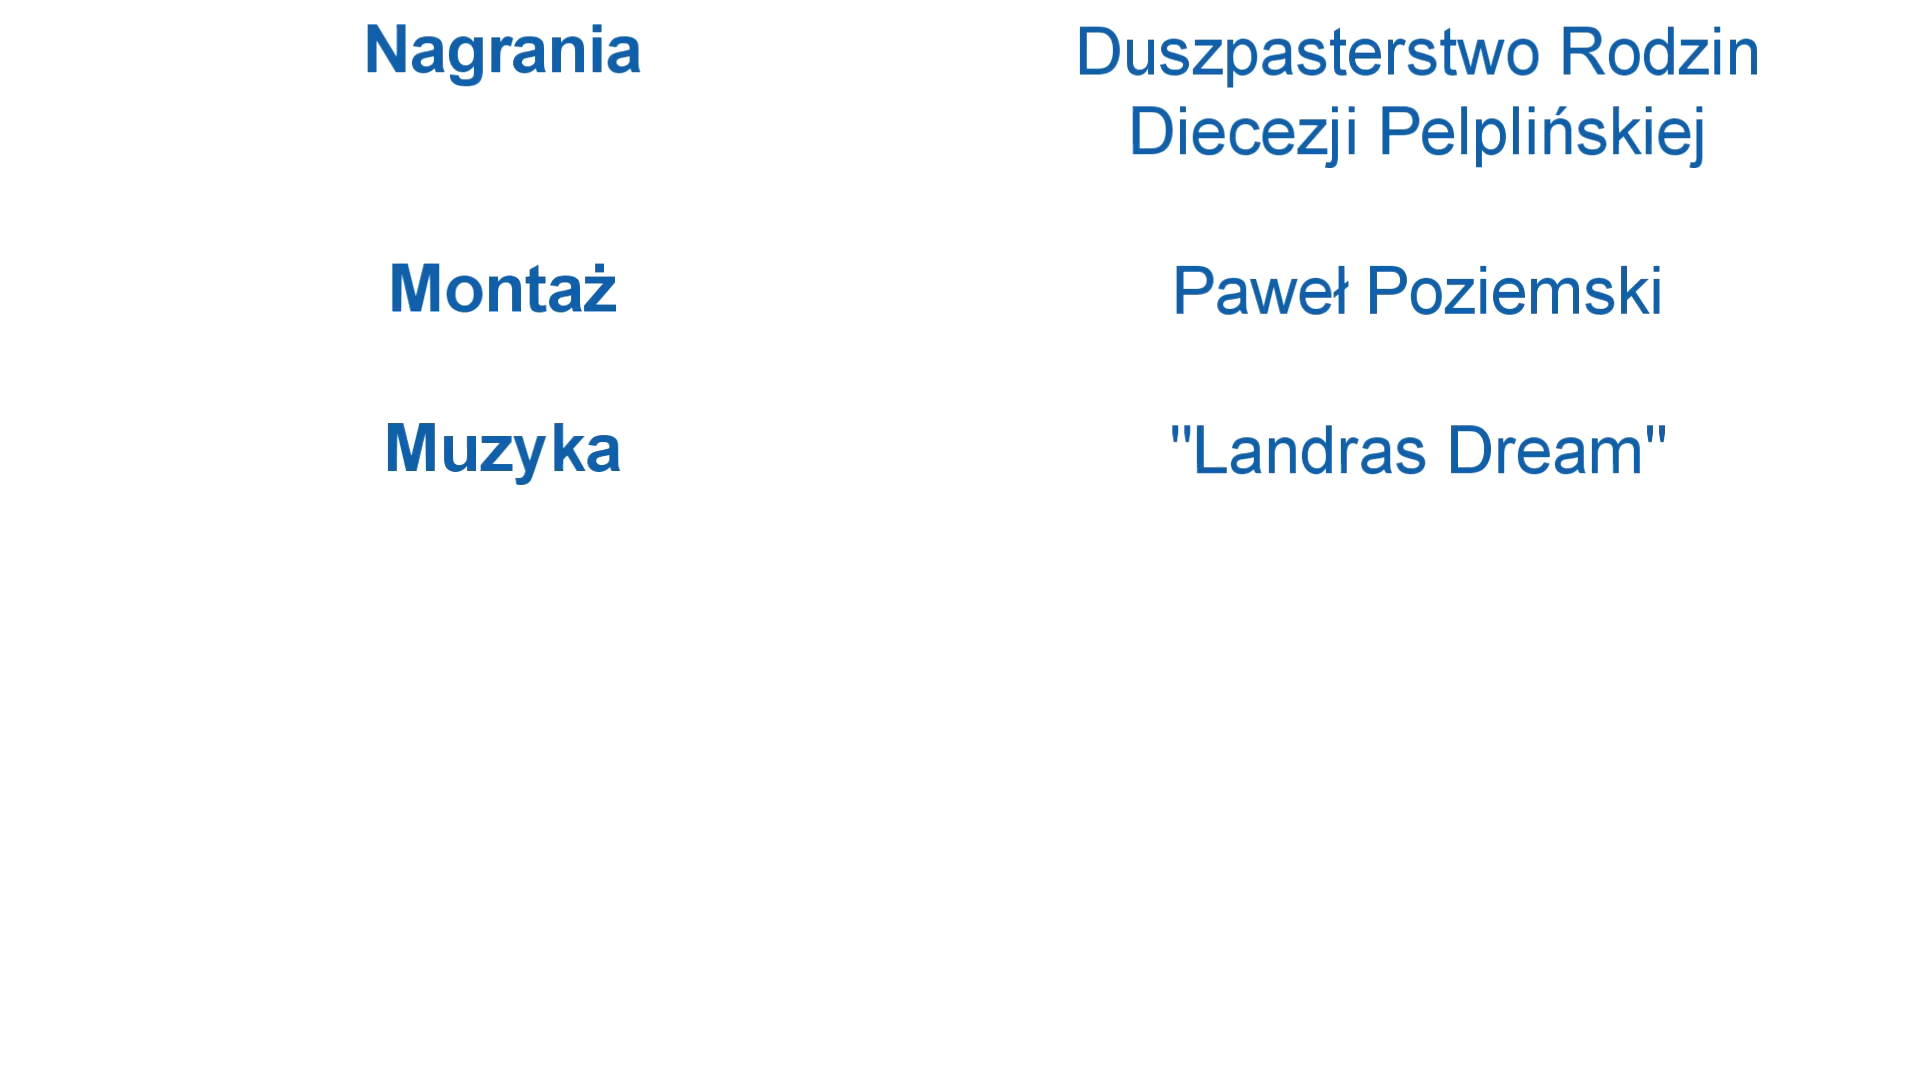 Nagrania Duszpasterstwo Rodzin
Diecezji Pelplińskiej
Montaż Paweł Poziemski
Muzyka "Landras Dream"